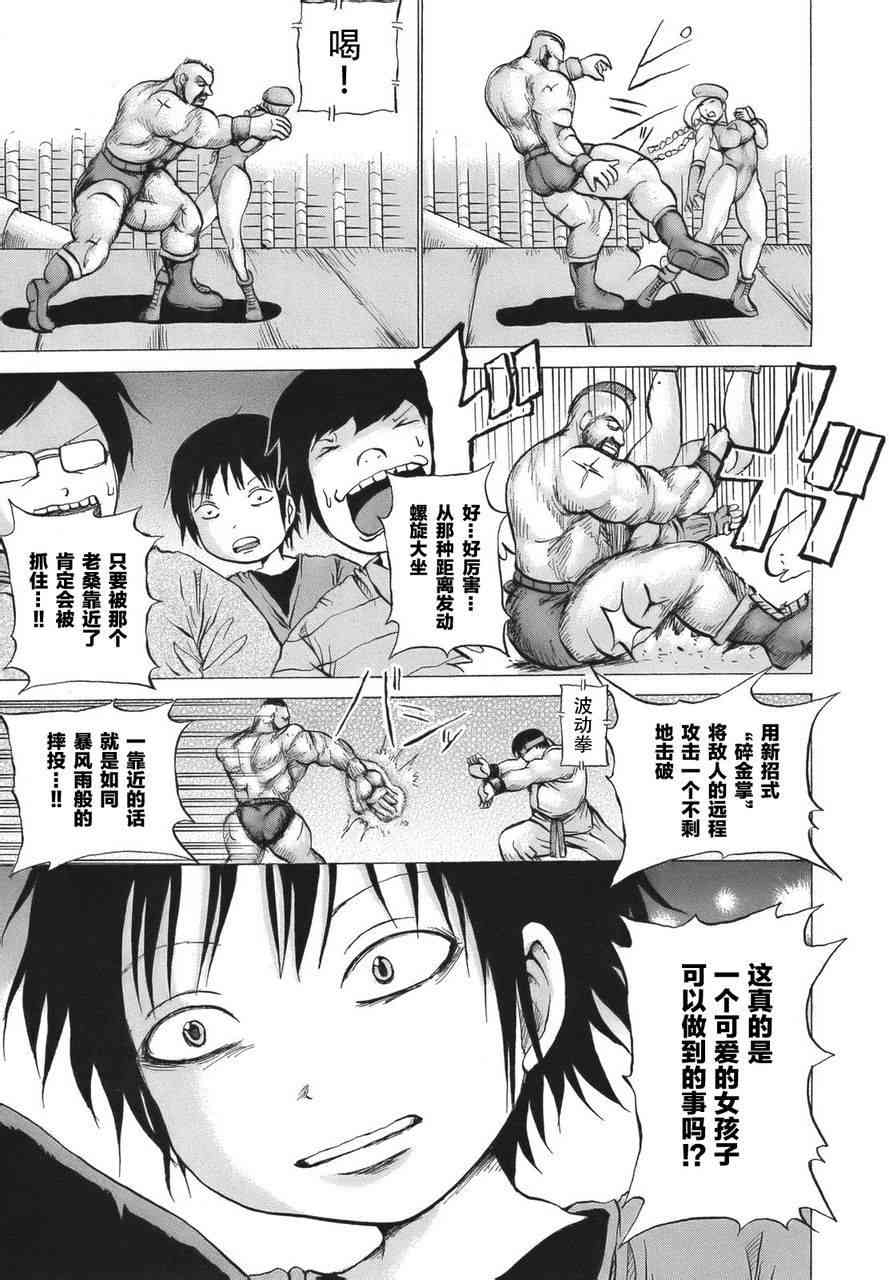 喝！
好…好厉害…
从那种距离发动
螺旋大坐
只要被那个
老桑靠近了
肯定会被
抓住…!!
用新招式
“碎金掌”
将敌人的远程
攻击一个不剩
地击破
波动拳
一靠近的话
就是如同
暴风雨般的
摔投…!!
这真的是
一个可爱的女孩子
可以做到的事吗!?